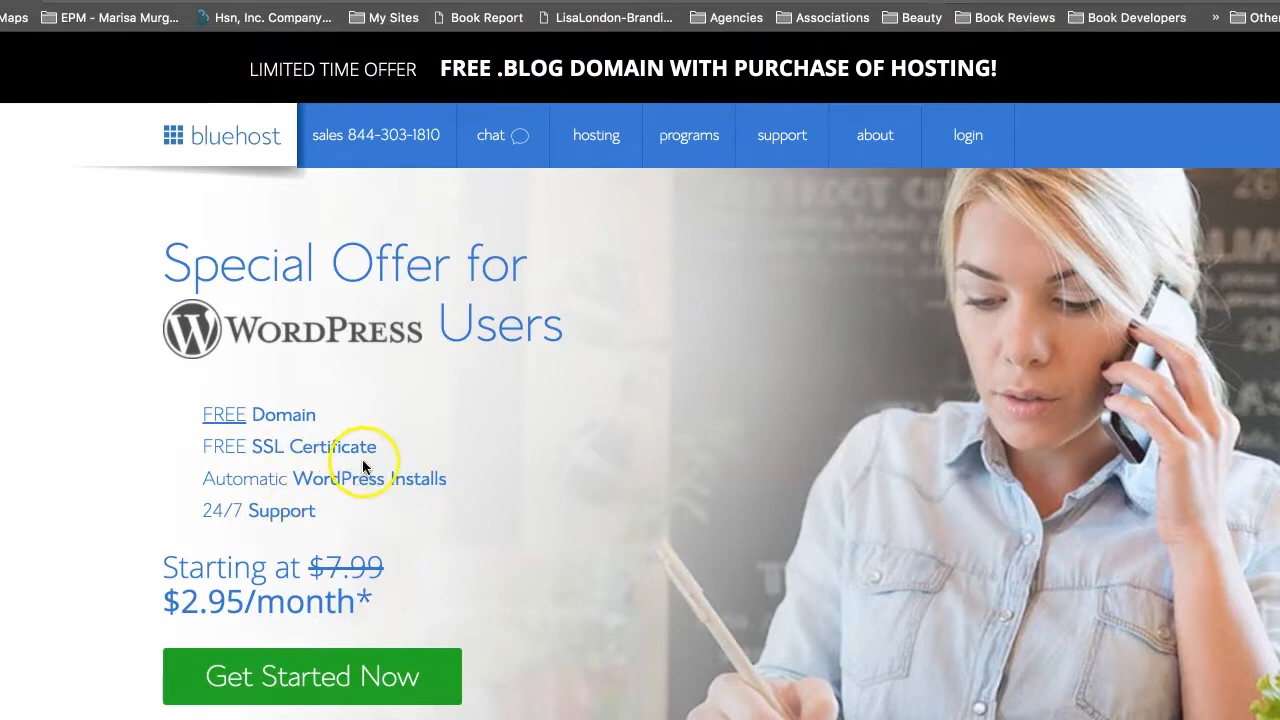 Maps EPM - Marisa Murg... Hsn, Inc. Company... My Sites Book Report LisaLondon-Brandi... Agencies Associations Beauty Book Reviews Book Developers » Othe
LIMITED TIME OFFER FREE .BLOG DOMAIN WITH PURCHASE OF HOSTING!
bluehost sales 844-303-1810 chat hosting programs support about login
Special Offer for
WORDPRESS Users
FREE Domain
FREE SSL Certificate
Automatic WordPress Installs
24/7 Support
Starting at $7.99
$2.95/month*
Get Started Now